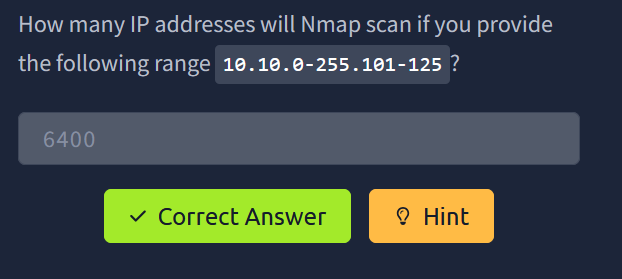 How many IP addresses will Nmap scan if you provide
the following range 10.10.0-255.101-125?
6400
Correct Answer
Hint